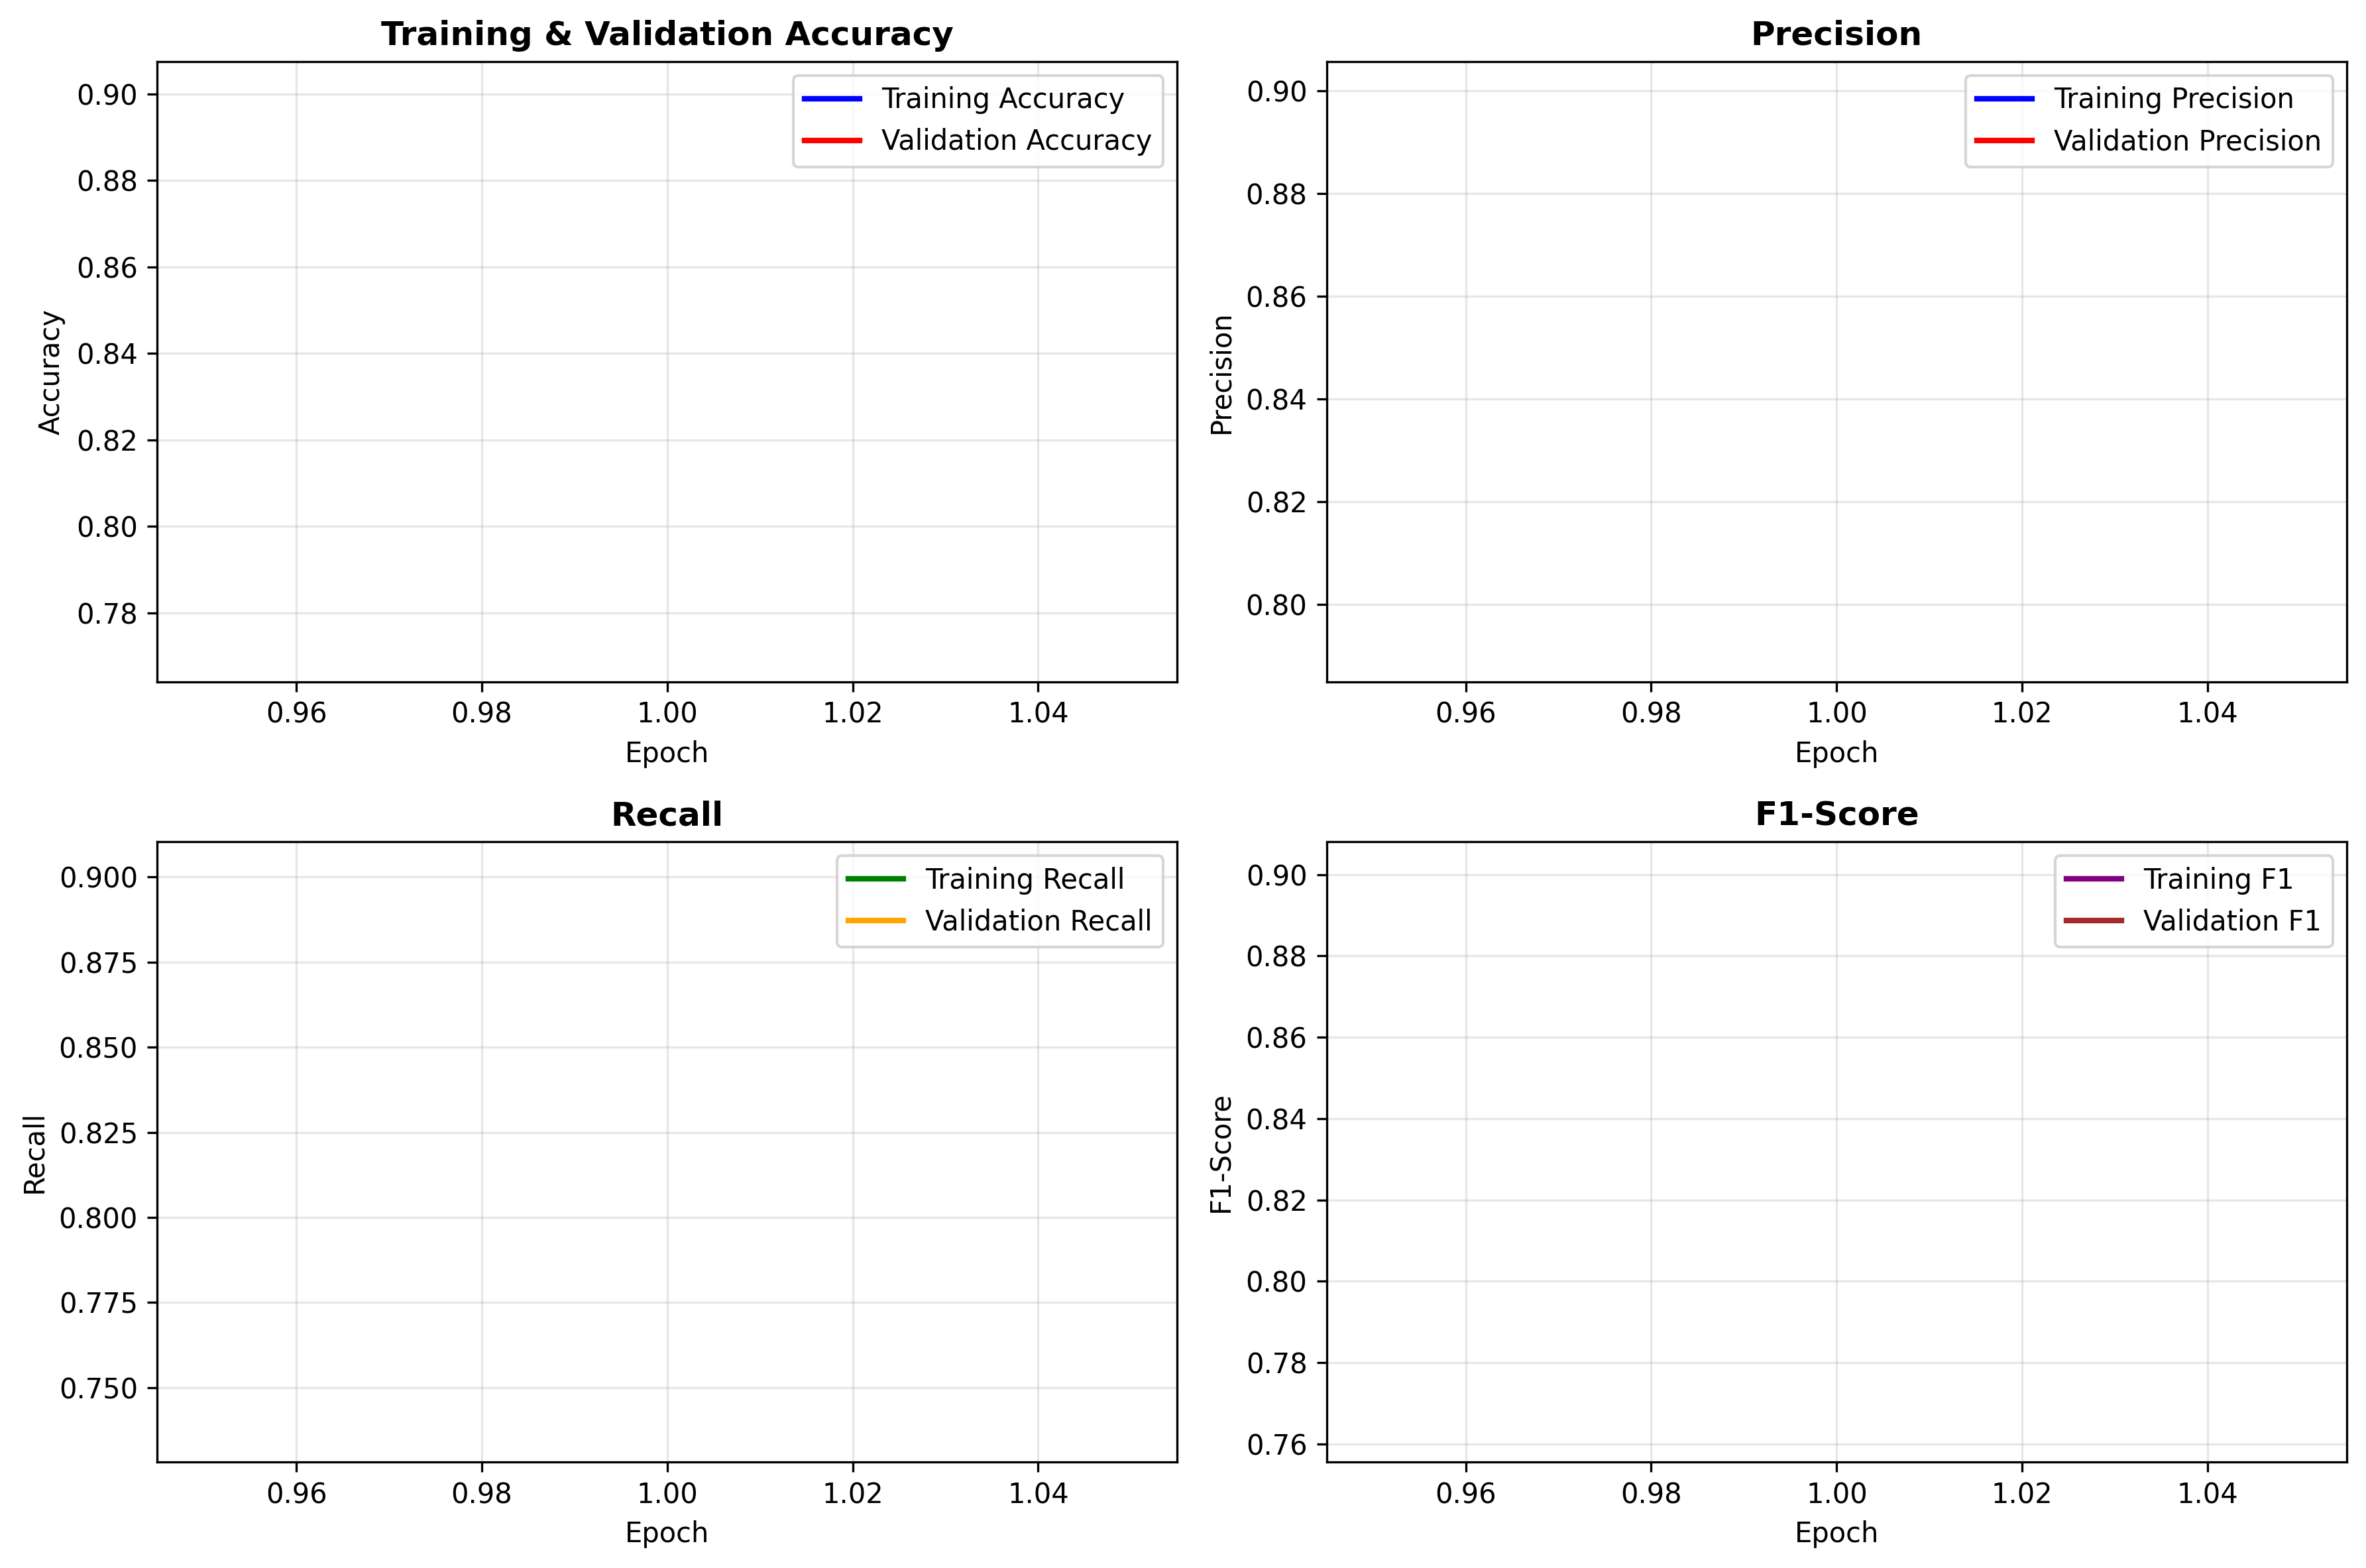 Training & Validation Accuracy
Training Accuracy
Validation Accuracy
Accuracy
0.90
0.88
0.86
0.84
0.82
0.80
0.78
0.96 0.98 1.00 1.02 1.04
Epoch
Precision
Training Precision
Validation Precision
Precision
0.90
0.88
0.86
0.84
0.82
0.80
0.96 0.98 1.00 1.02 1.04
Epoch
Recall
Training Recall
Validation Recall
Recall
0.900
0.875
0.850
0.825
0.800
0.775
0.750
0.96 0.98 1.00 1.02 1.04
Epoch
F1-Score
Training F1
Validation F1
F1-Score
0.90
0.88
0.86
0.84
0.82
0.80
0.78
0.76
0.96 0.98 1.00 1.02 1.04
Epoch